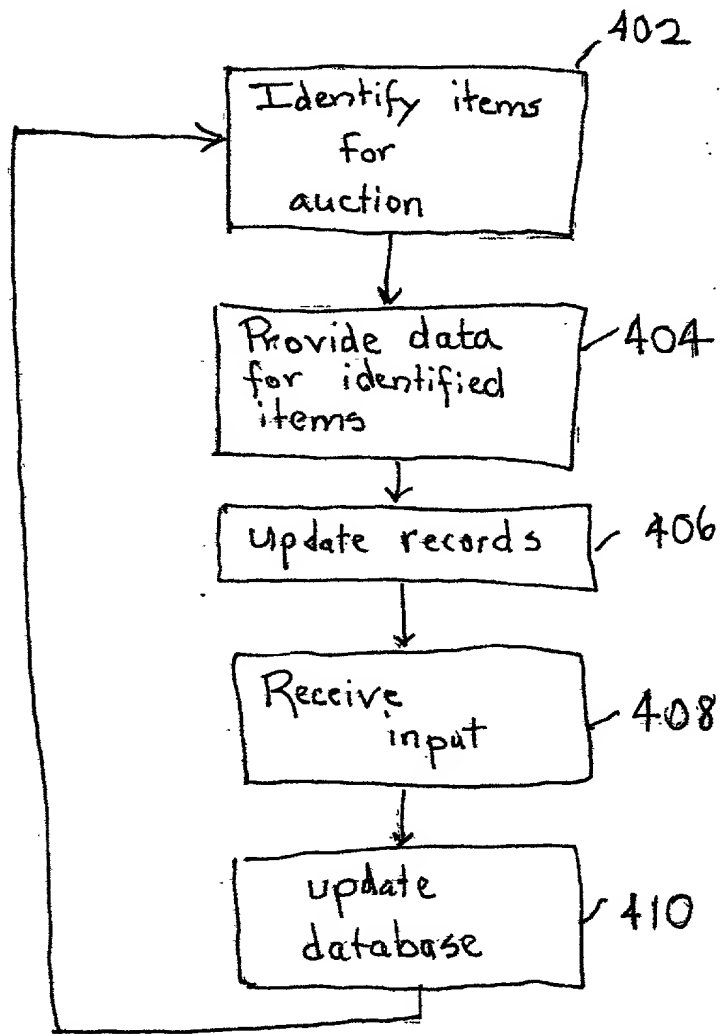 402
Identify items
for
auction
Provide data
for identified
items
404
update records
406
Receive
input
408
update
database
410